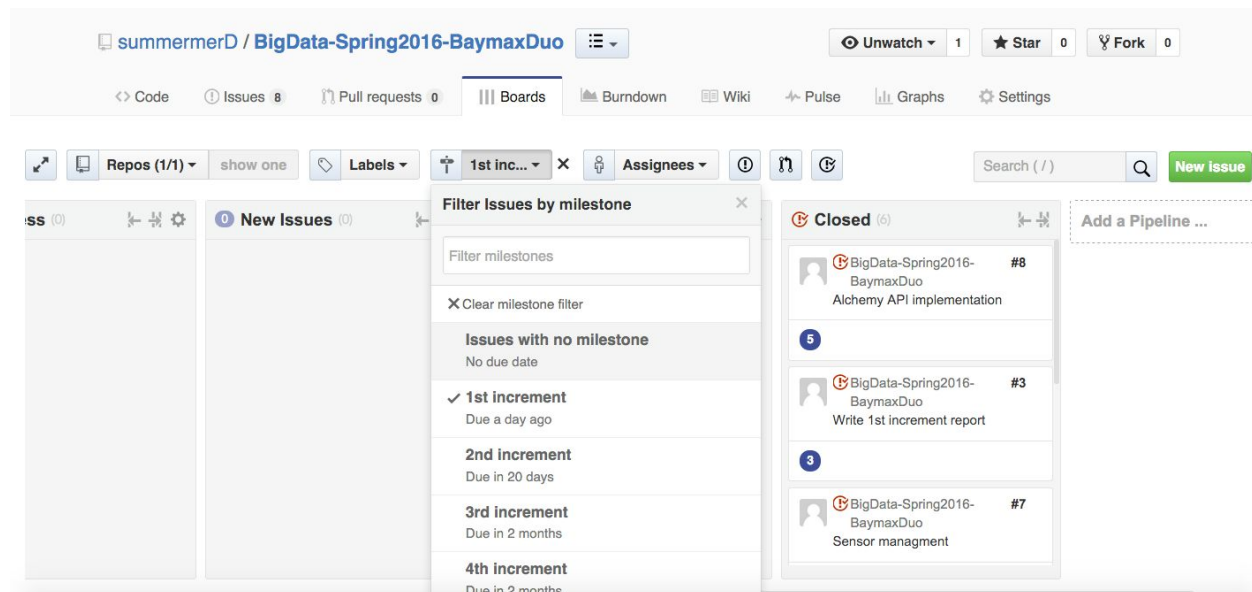 summermerD / BigData-Spring2016-BaymaxDuo
Unwatch 1 Star 0 Fork 0
Code Issues 8 Pull requests 0 Boards Burndown Wiki Pulse Graphs Settings
Repos (1/1) show one Labels 1st inc... Assignees Search ( / ) New Issue
ss (0)
0 New Issues (0)
Filter Issues by milestone
Filter milestones
Clear milestone filter
Issues with no milestone
No due date
1st increment
Due a day ago
2nd increment
Due in 20 days
3rd increment
Due in 2 months
4th increment
Due in 2 months
Closed (6)
BigData-Spring2016- #8
BaymaxDuo
Alchemy API implementation
5
BigData-Spring2016- #3
BaymaxDuo
Write 1st increment report
3
BigData-Spring2016- #7
BaymaxDuo
Sensor managment
Add a Pipeline ...